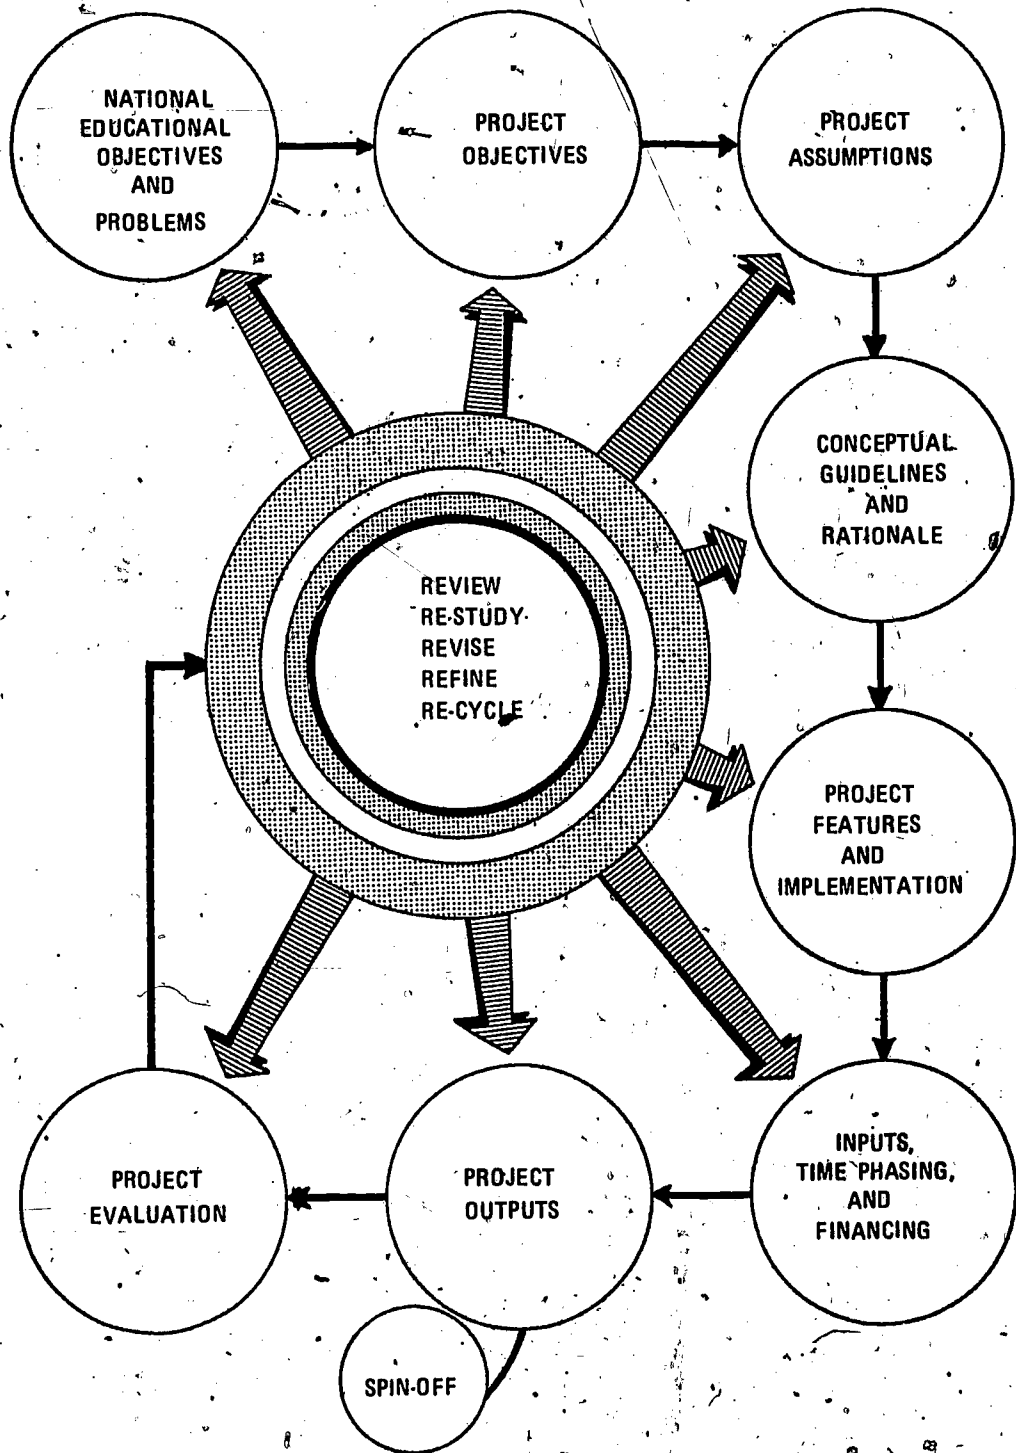 NATIONAL
EDUCATIONAL
OBJECTIVES
AND
PROBLEMS
PROJECT
OBJECTIVES
PROJECT
ASSUMPTIONS
CONCEPTUAL
GUIDELINES
AND
RATIONALE
REVIEW
RE-STUDY
REVISE
REFINE
RE-CYCLE
PROJECT
FEATURES
AND
IMPLEMENTATION
INPUTS,
TIME PHASING,
AND
FINANCING
PROJECT
OUTPUTS
PROJECT
EVALUATION
SPIN-OFF